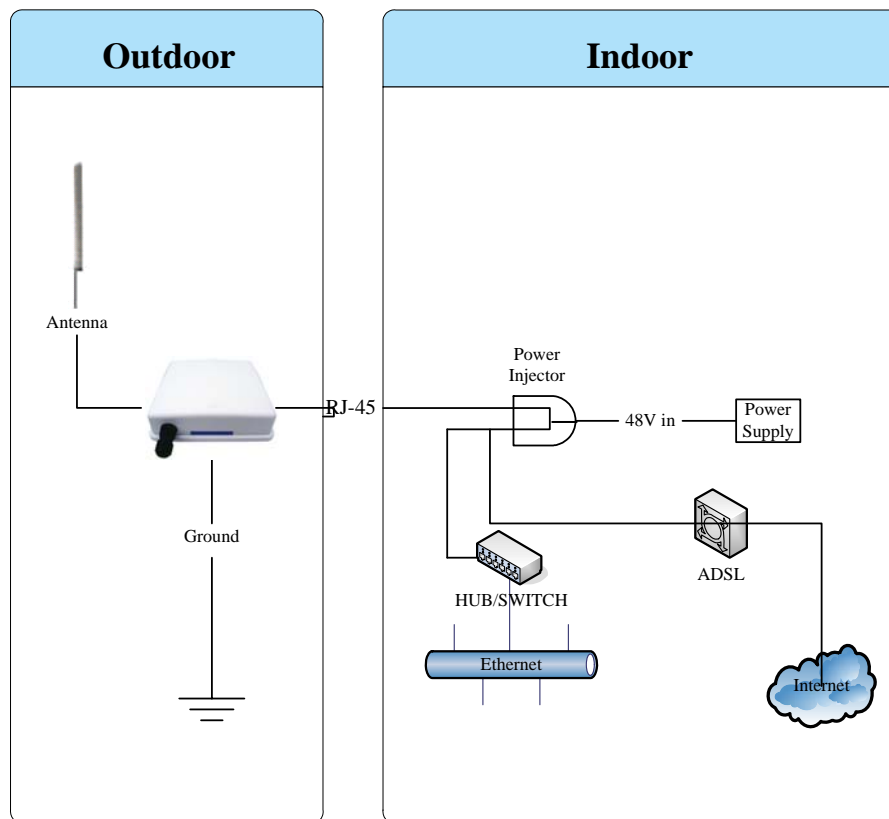 Outdoor
Indoor
Antenna
Ground
RJ-45
Power
Injector
48V in
Power
Supply
ADSL
HUB/SWITCH
Ethernet
Internet